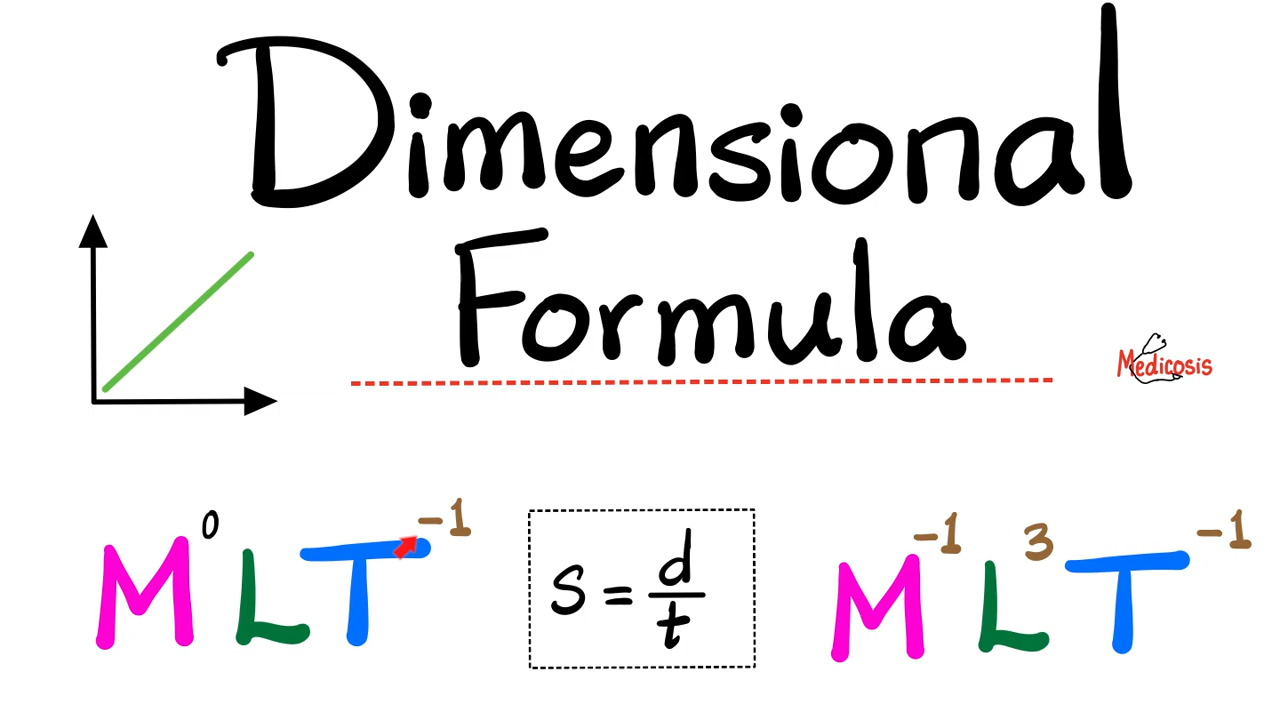 Dimensional
Formula
Medicosis
M⁰LT⁻¹
S = d/t
M⁻¹L³T⁻¹